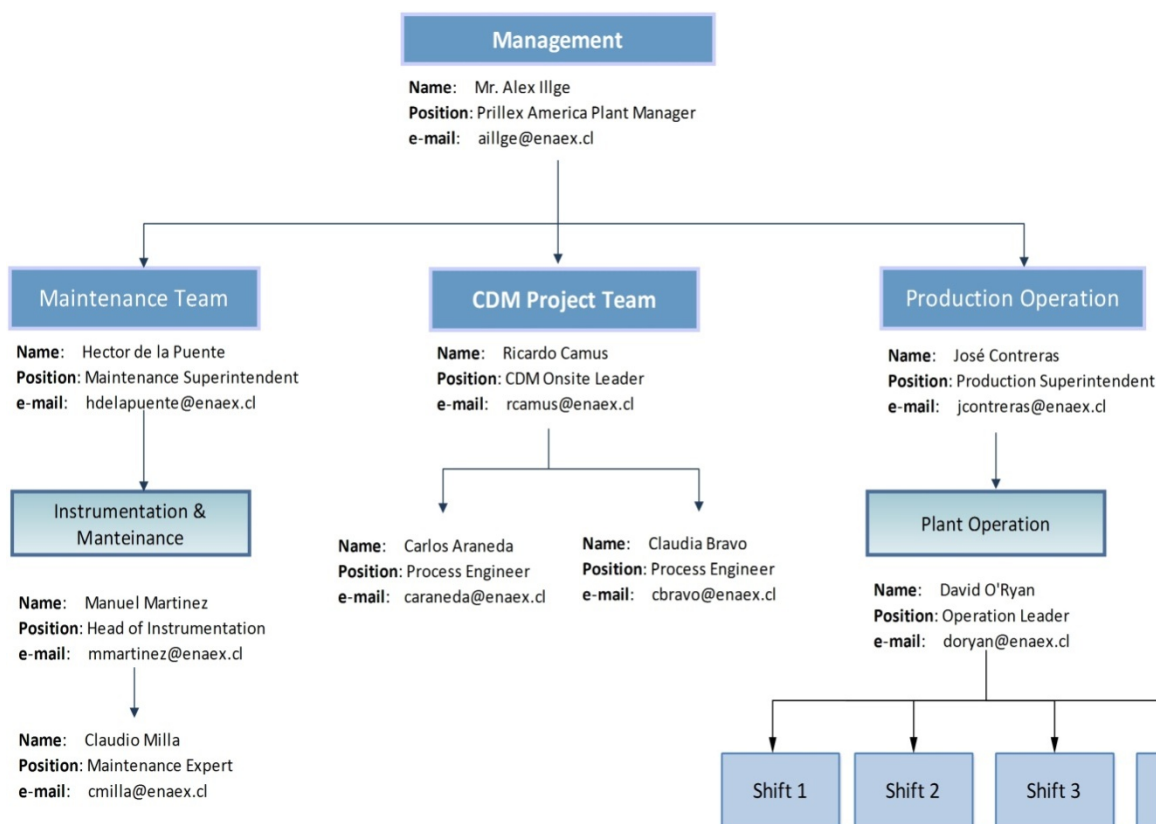 Management
Name: Mr. Alex Illge
Position: Prillex America Plant Manager
e-mail: aillge@enaex.cl
Maintenance Team
Name: Hector de la Puente
Position: Maintenance Superintendent
e-mail: hdelapuente@enaex.cl
Instrumentation &
Manteinance
Name: Manuel Martinez
Position: Head of Instrumentation
e-mail: mmartinez@enaex.cl
Name: Claudio Milla
Position: Maintenance Expert
e-mail: cmilla@enaex.cl
CDM Project Team
Name: Ricardo Camus
Position: CDM Onsite Leader
e-mail: rcamus@enaex.cl
Name: Carlos Araneda
Position: Process Engineer
e-mail: caraneda@enaex.cl
Name: Claudia Bravo
Position: Process Engineer
e-mail: cbravo@enaex.cl
Production Operation
Name: José Contreras
Position: Production Superintendent
e-mail: jcontreras@enaex.cl
Plant Operation
Name: David O'Ryan
Position: Operation Leader
e-mail: doryan@enaex.cl
Shift 1
Shift 2
Shift 3